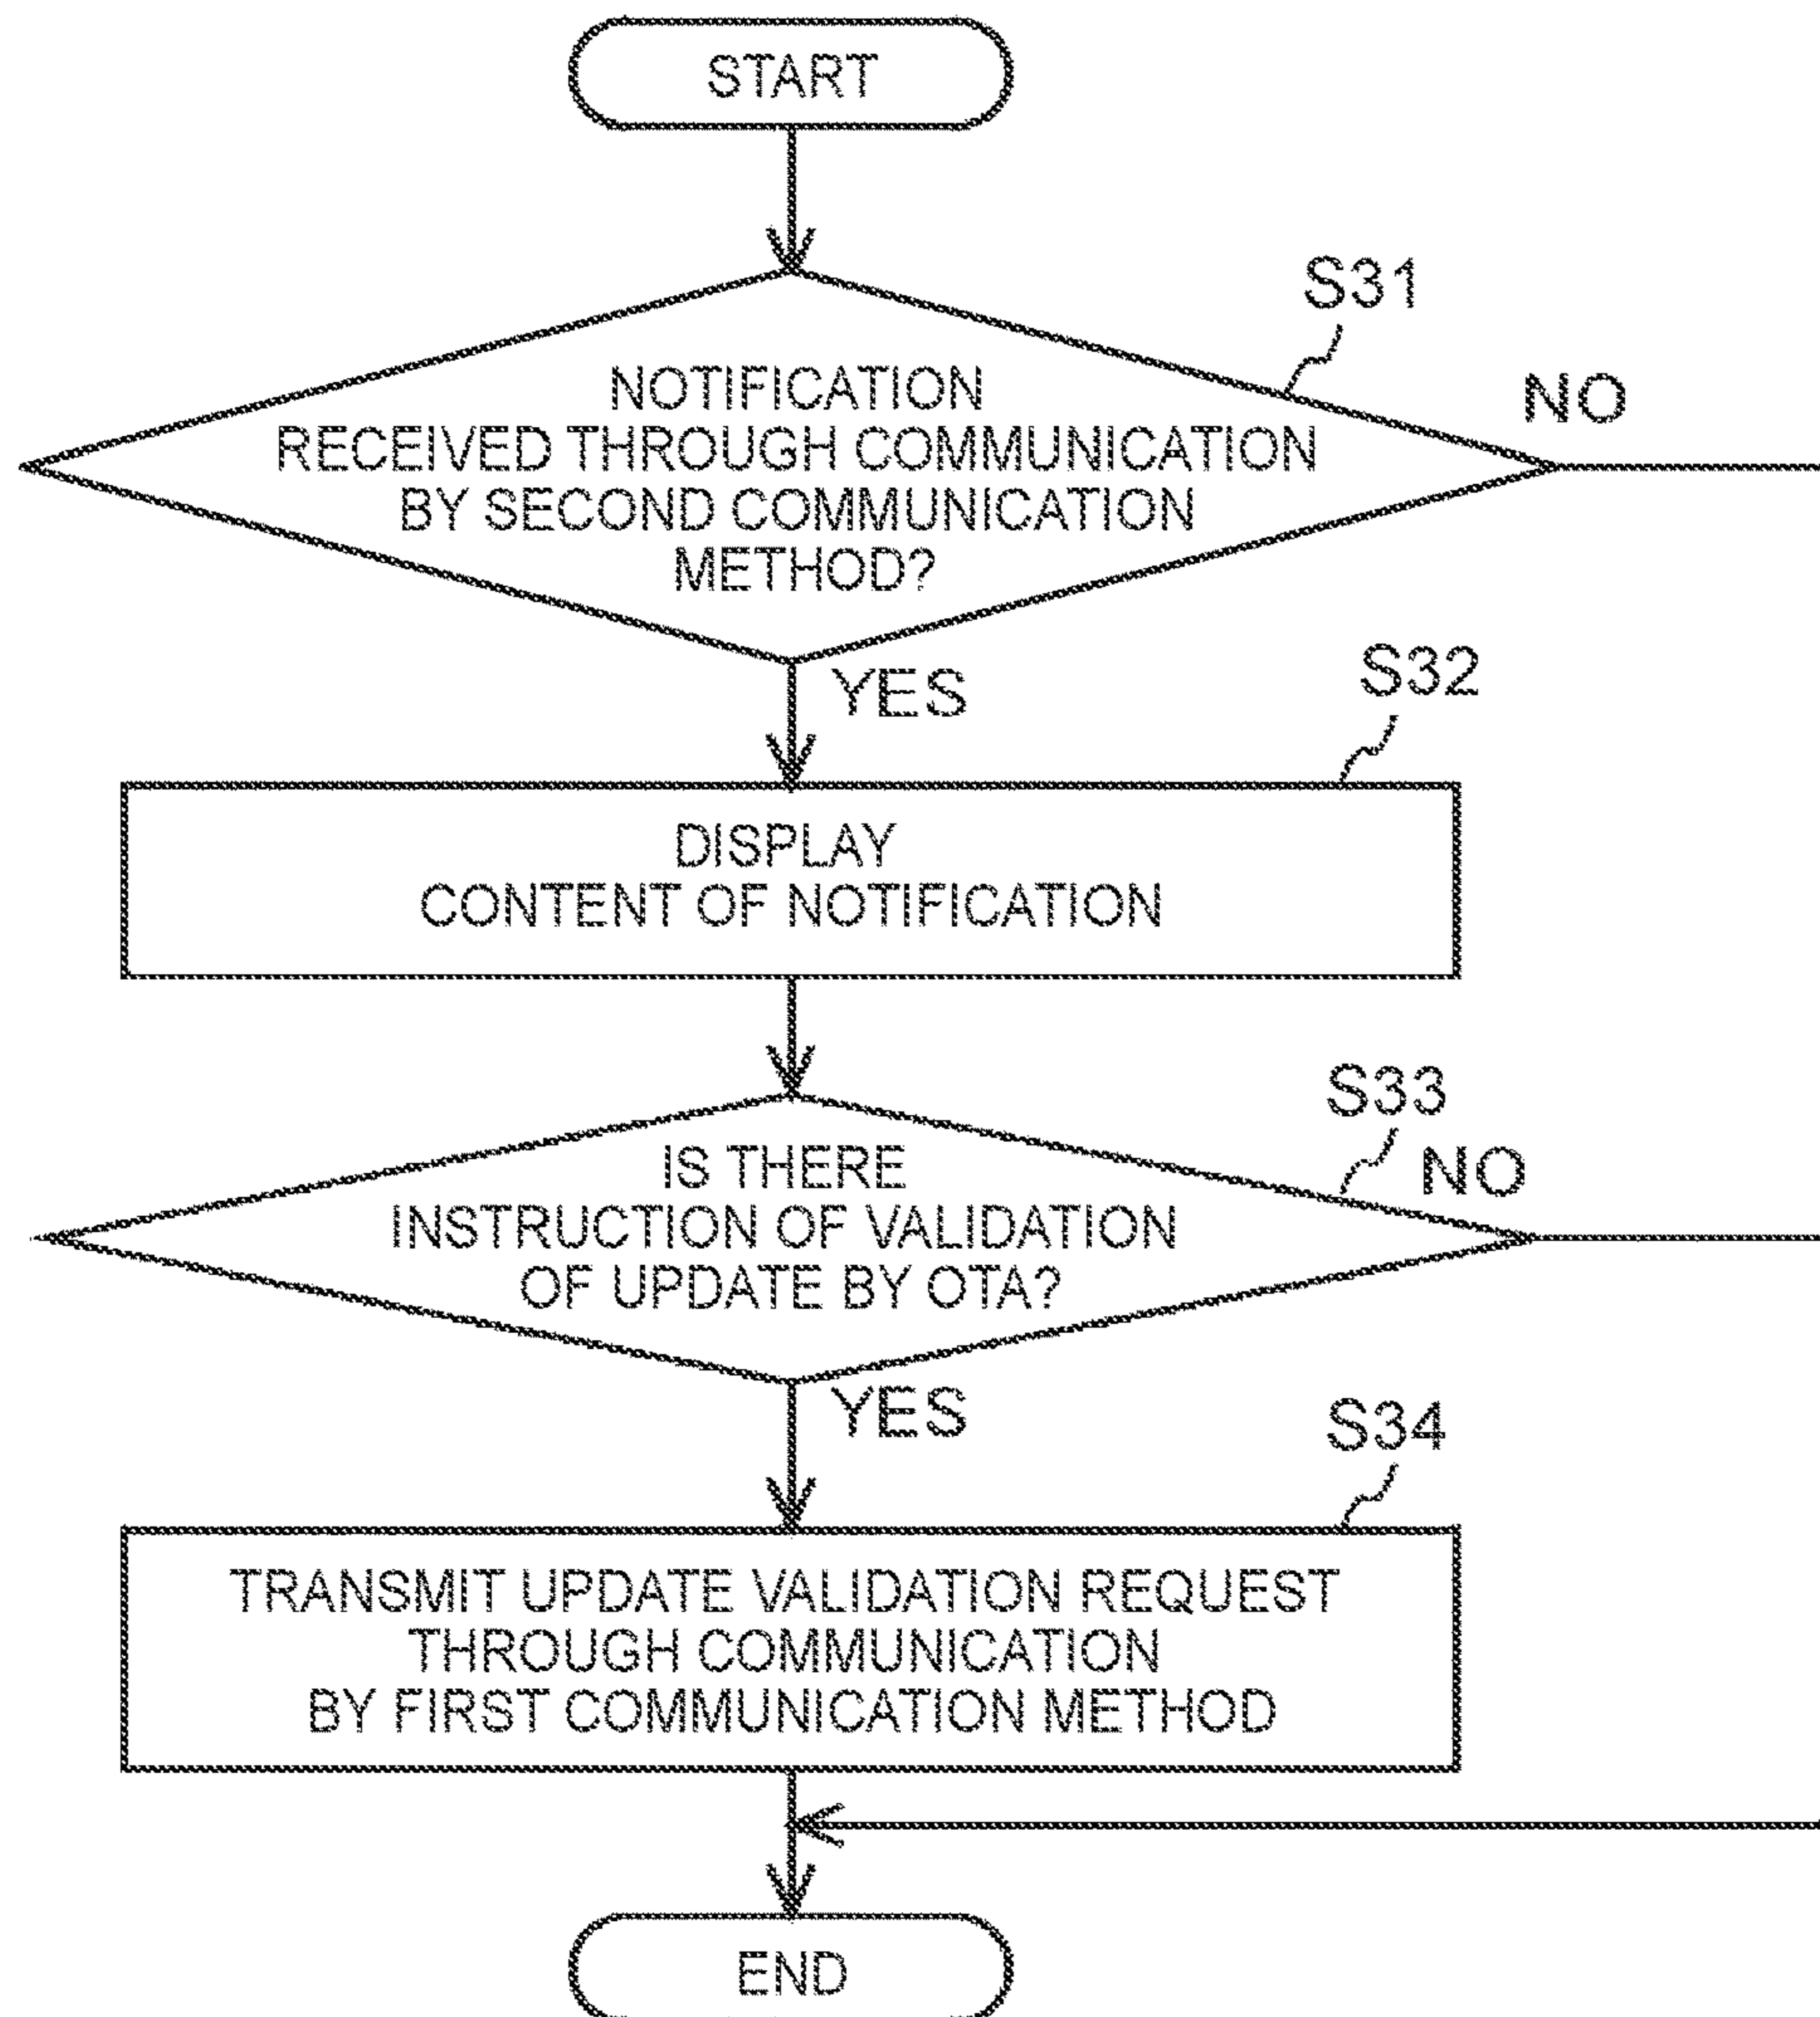 START
S31
NO
NOTIFICATION
RECEIVED THROUGH COMMUNICATION
BY SECOND COMMUNICATION
METHOD?
YES
S32
DISPLAY
CONTENT OF NOTIFICATION
S33
NO
IS THERE
INSTRUCTION OF VALIDATION
OF UPDATE BY OTA?
YES
S34
TRANSMIT UPDATE VALIDATION REQUEST
THROUGH COMMUNICATION
BY FIRST COMMUNICATION METHOD
END